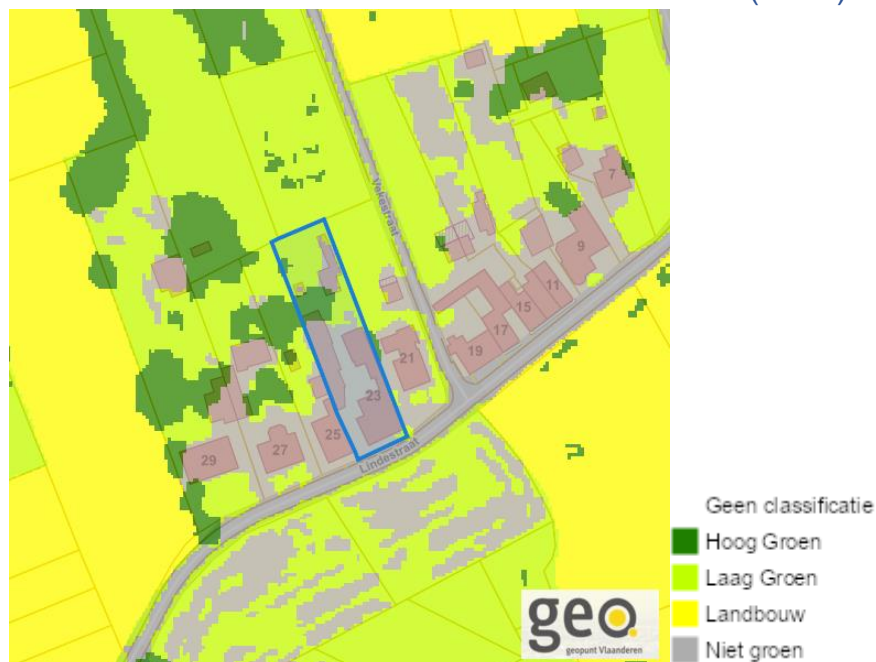 Vekestraat
7
9
11
15
17
19
21
23
25
27
29
Lindestraat
geo
geopunt Vlaanderen
Geen classificatie
Hoog Groen
Laag Groen
Landbouw
Niet groen